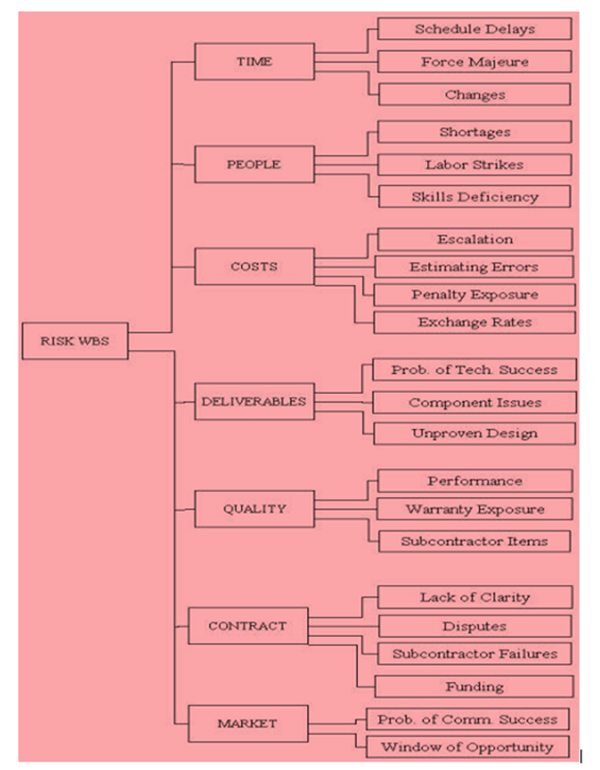 RISK WBS
TIME
Schedule Delays
Force Majeure
Changes
PEOPLE
Shortages
Labor Strikes
Skills Deficiency
COSTS
Escalation
Estimating Errors
Penalty Exposure
Exchange Rates
DELIVERABLES
Prob. of Tech. Success
Component Issues
Unproven Design
QUALITY
Performance
Warranty Exposure
Subcontractor Items
CONTRACT
Lack of Clarity
Disputes
Subcontractor Failures
Funding
MARKET
Prob. of Comm. Success
Window of Opportunity